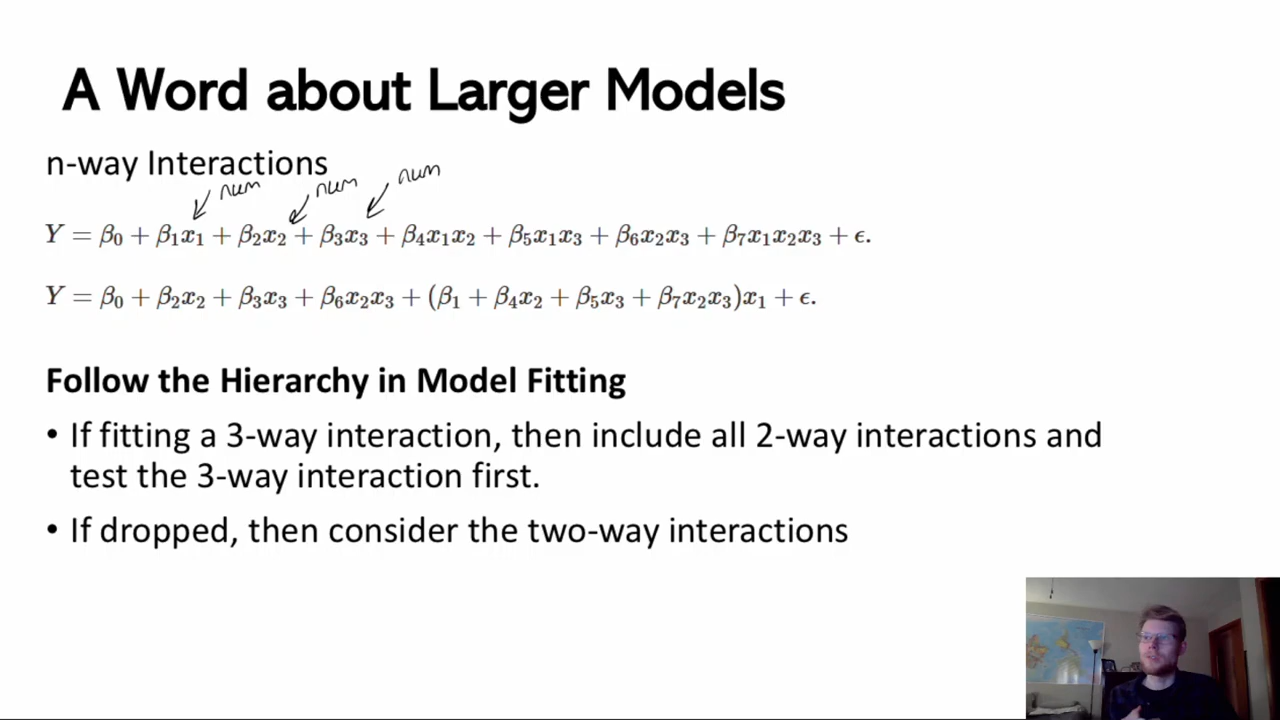 A Word about Larger Models
n-way Interactions
num num num
Y = β₀ + β₁x₁ + β₂x₂ + β₃x₃ + β₄x₁x₂ + β₅x₁x₃ + β₆x₂x₃ + β₇x₁x₂x₃ + ϵ.
Y = β₀ + β₂x₂ + β₃x₃ + β₆x₂x₃ + (β₁ + β₄x₂ + β₅x₃ + β₇x₂x₃)x₁ + ϵ.
Follow the Hierarchy in Model Fitting
• If fitting a 3-way interaction, then include all 2-way interactions and
test the 3-way interaction first.
• If dropped, then consider the two-way interactions